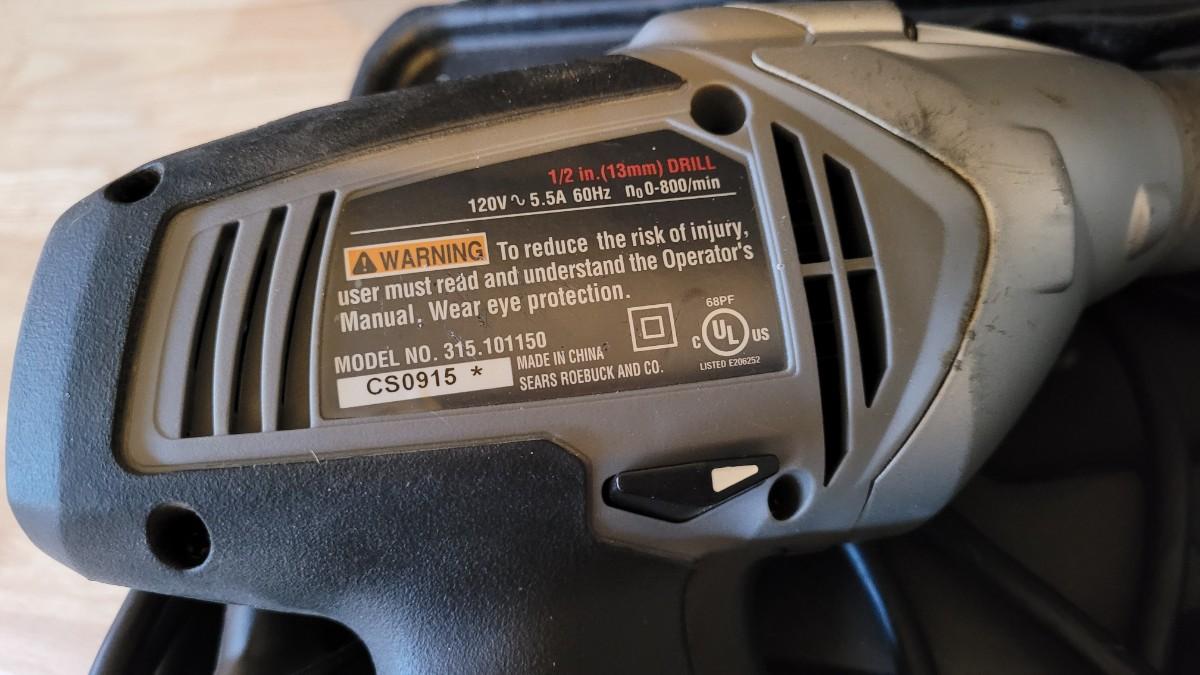 1/2 in.(13mm) DRILL
120V ~ 5.5A 60Hz n₀ 0-800/min
WARNING To reduce the risk of injury,
user must read and understand the Operator's
Manual. Wear eye protection.
MODEL NO. 315.101150
CS0915 *
MADE IN CHINA
SEARS ROEBUCK AND CO.
68PF
C UL US
LISTED E206252